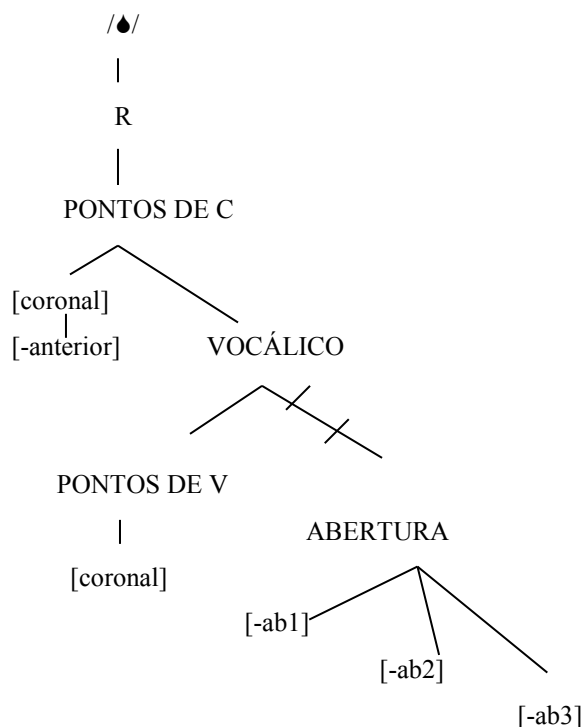 /🌢/
R
PONTOS DE C
[coronal]
[-anterior] VOCÁLICO
PONTOS DE V
ABERTURA
[coronal]
[-ab1]
[-ab2]
[-ab3]